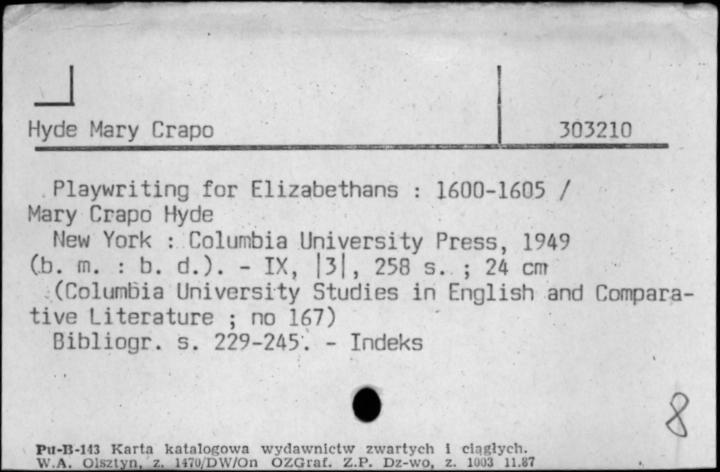 Hyde Mary Crapo 303210
Playwriting for Elizabethans : 1600-1605 /
Mary Crapo Hyde
New York : Columbia University Press, 1949
(b. m. : b. d.). - IX, |3|, 258 s. ; 24 cm
(Columbia University Studies in English and Compara-
tive Literature ; no 167)
Bibliogr. s. 229-245. - Indeks
8
Pu-B-143 Karta katalogowa wydawnictw zwartych i ciągłych.
W.A. Olsztyn, z. 1470/DW/On OZGraf. Z.P. Dz-wo, z. 1003 11.87